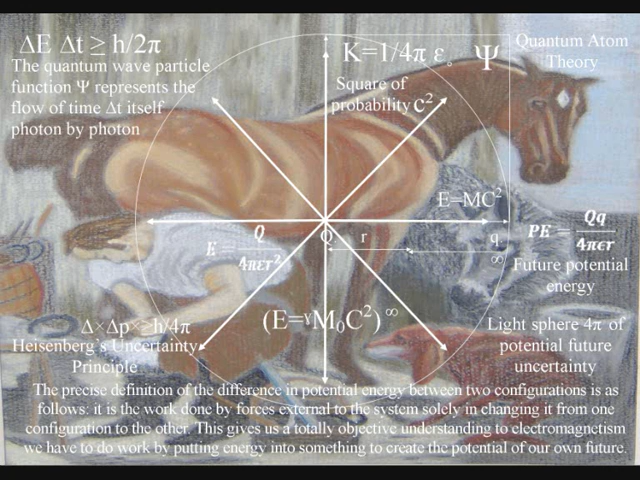 ΔE Δt ≥ h/2π
The quantum wave particle
function Ψ represents the
flow of time Δt itself
photon by photon
K=1/4π ε₀
Ψ
Quantum Atom
Theory
Square of
probability c²
E=MC²
E = Q/4πεr²
Q
r
q
∞
PE = Qq/4πεr
Future potential
energy
(E=ᵞM₀C²)∞
Δ×Δp×>h/4π
Heisenberg's Uncertainty
Principle
Light sphere 4π of
potential future
uncertainty
The precise definition of the difference in potential energy between two configurations is as
follows: it is the work done by forces external to the system solely in changing it from one
configuration to the other. This gives us a totally objective understanding to electromagnetism
we have to do work by putting energy into something to create the potential of our own future.